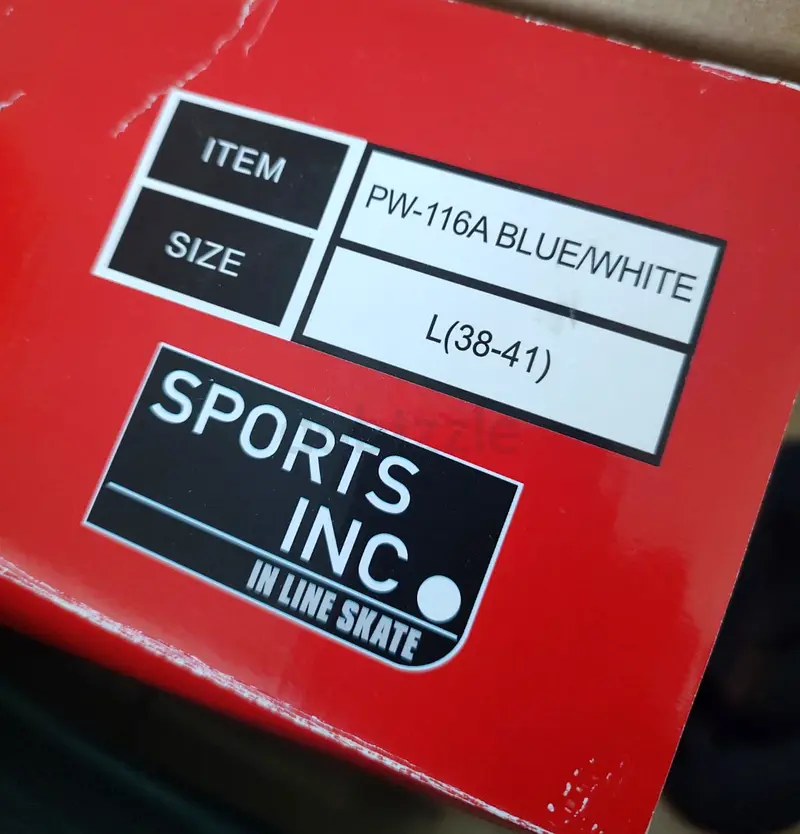 ITEM PW-116A BLUE/WHITE
SIZE L(38-41)
SPORTS
INC
IN LINE SKATE